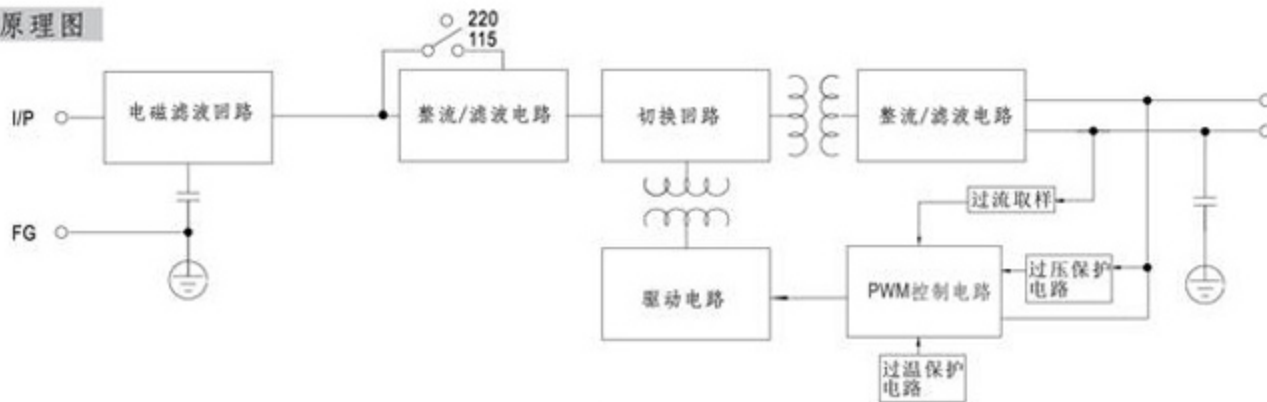 原理图
220
115
I/P
电磁滤波回路
整流/滤波电路
切换回路
整流/滤波电路
过流取样
FG
驱动电路
PWM控制电路
过压保护
电路
过温保护
电路